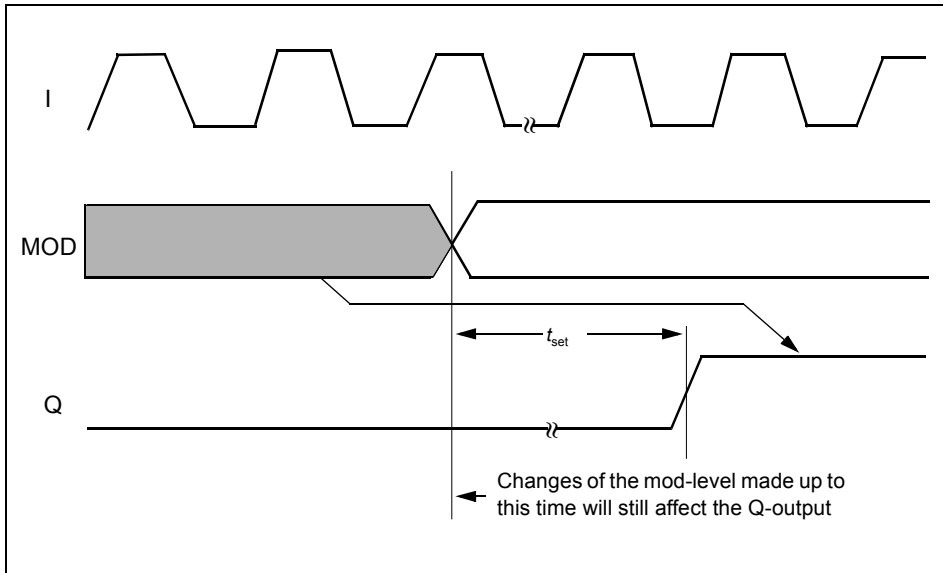 I
MOD
tset
Q
Changes of the mod-level made up to
this time will still affect the Q-output